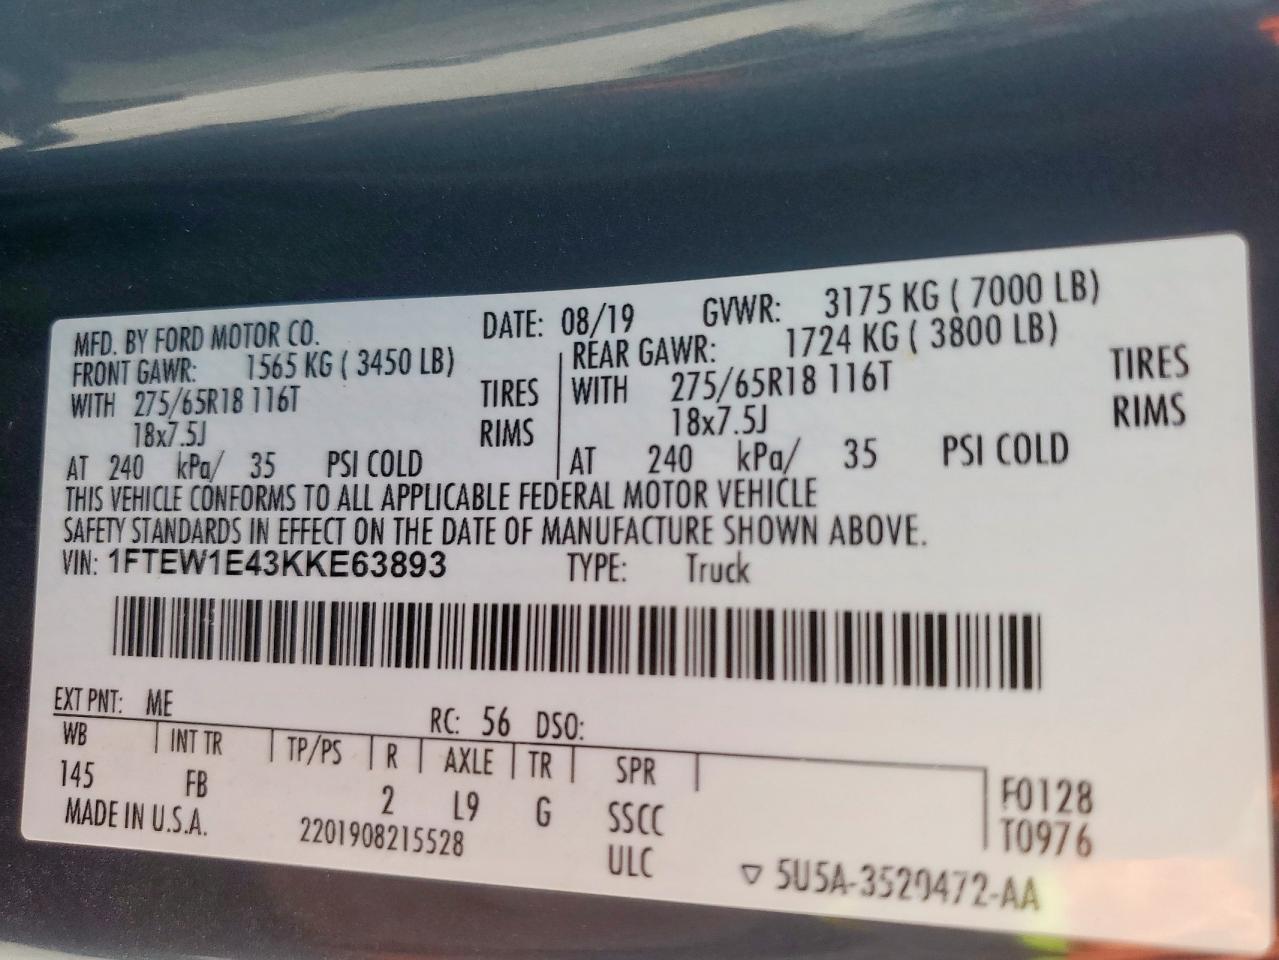 MFD. BY FORD MOTOR CO. DATE: 08/19 GVWR: 3175 KG ( 7000 LB)
FRONT GAWR: 1565 KG ( 3450 LB) REAR GAWR: 1724 KG ( 3800 LB)
WITH 275/65R18 116T TIRES WITH 275/65R18 116T TIRES
18x7.5J RIMS 18x7.5J RIMS
AT 240 kPa/ 35 PSI COLD AT 240 kPa/ 35 PSI COLD
THIS VEHICLE CONFORMS TO ALL APPLICABLE FEDERAL MOTOR VEHICLE
SAFETY STANDARDS IN EFFECT ON THE DATE OF MANUFACTURE SHOWN ABOVE.
VIN: 1FTEW1E43KKE63893 TYPE: Truck
EXT PNT: ME RC: 56 DSO:
WB INT TR TP/PS R AXLE TR SPR
145 FB 2 L9 G SSCC F0128
MADE IN U.S.A. 2201908215528 ULC T0976
▽ 5U5A-3520472-AA